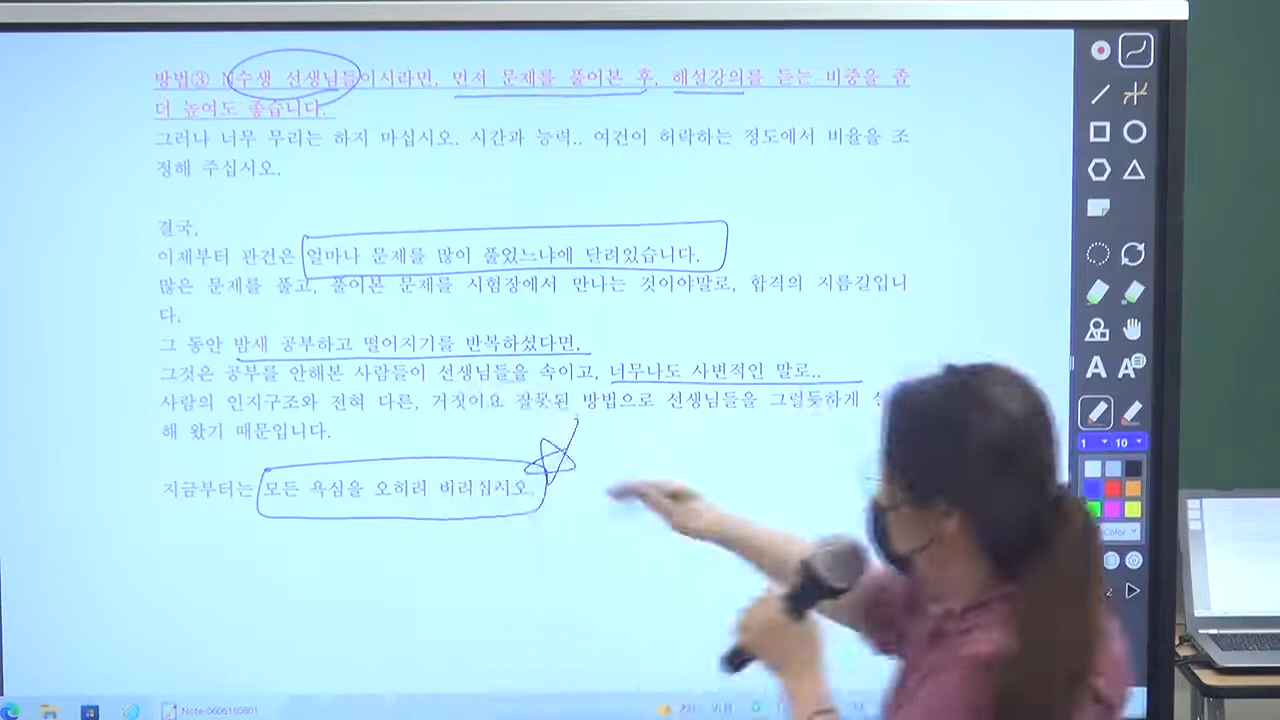 방법③ N수생 선생님들이시라면, 먼저 문제를 풀어본 후, 해설강의를 듣는 비중을 좀
더 높여도 좋습니다.
그러나 너무 무리는 하지 마십시오. 시간과 능력.. 여건이 허락하는 정도에서 비율을 조
정해 주십시오.
결국,
이제부터 관건은 얼마나 문제를 많이 풀었느냐에 달려있습니다.
많은 문제를 풀고, 풀어본 문제를 시험장에서 만나는 것이야말로, 합격의 지름길입니
다.
그 동안 밤새 공부하고 떨어지기를 반복하셨다면,
그것은 공부를 안해본 사람들이 선생님들을 속이고, 너무나도 사변적인 말로..
사람의 인지구조와 전혀 다른, 거짓이요 잘못된 방법으로 선생님들을 그럴듯하게
해 왔기 때문입니다.
지금부터는 모든 욕심을 오히려 버리십시오.
A A
1 10
Color
2
Note:0606180801